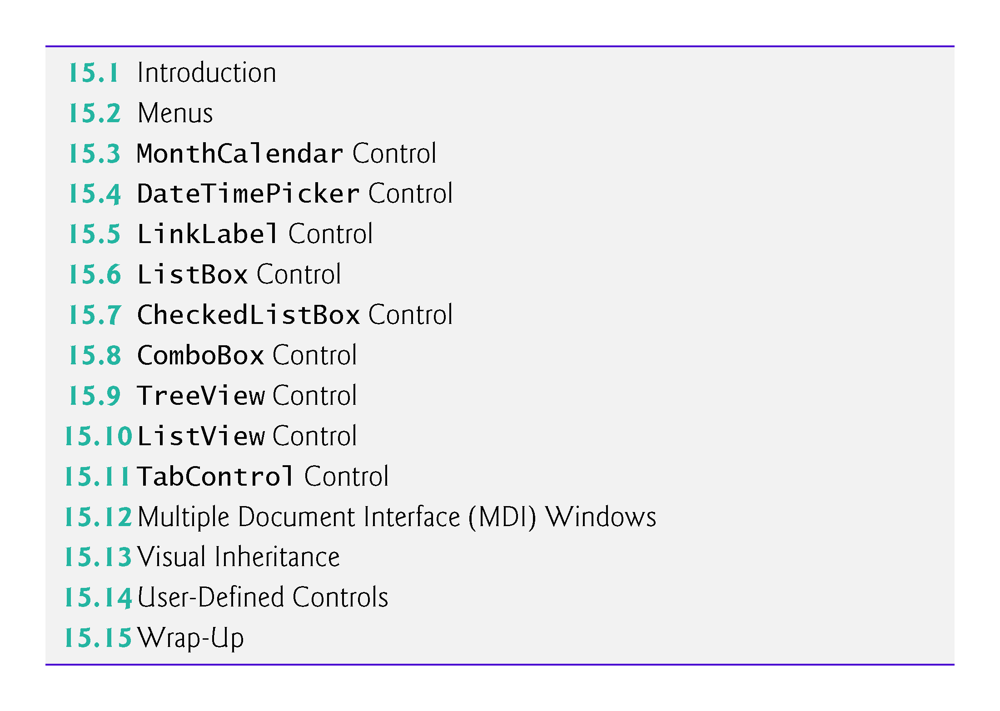 15.1 Introduction
15.2 Menus
15.3 MonthCalendar Control
15.4 DateTimePicker Control
15.5 LinkLabel Control
15.6 ListBox Control
15.7 CheckedListBox Control
15.8 ComboBox Control
15.9 TreeView Control
15.10 ListView Control
15.11 TabControl Control
15.12 Multiple Document Interface (MDI) Windows
15.13 Visual Inheritance
15.14 User-Defined Controls
15.15 Wrap-Up